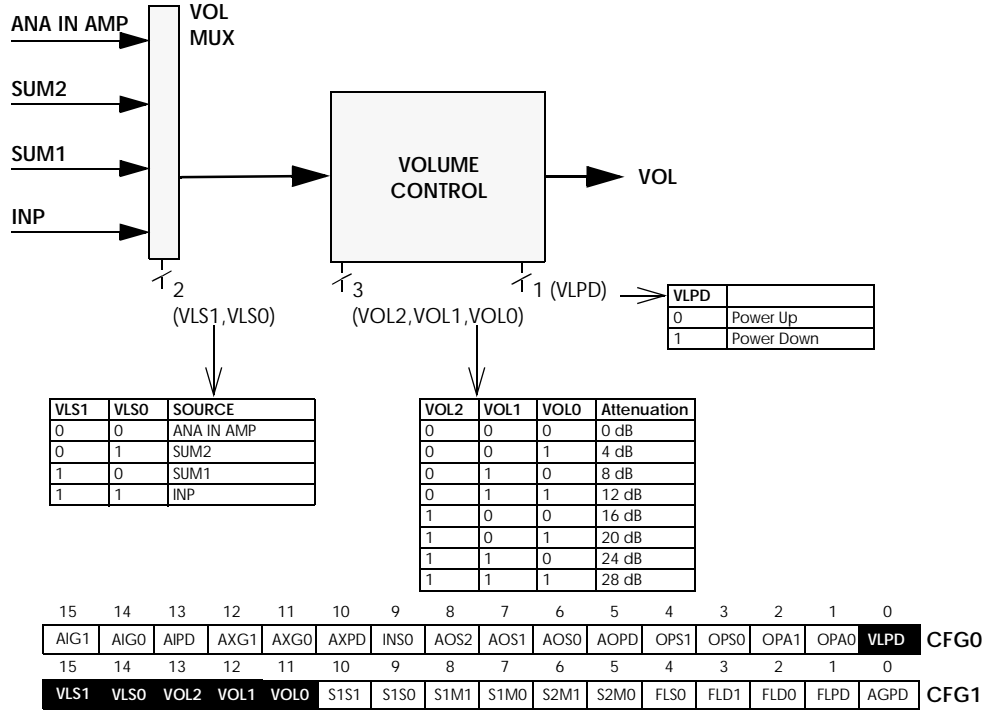 ANA IN AMP
VOL
MUX
SUM2
SUM1
INP
VOLUME
CONTROL
VOL
2
(VLS1,VLS0)
3
(VOL2,VOL1,VOL0)
1 (VLPD)
VLPD
0 Power Up
1 Power Down
VLS1 VLS0 SOURCE
0 0 ANA IN AMP
0 1 SUM2
1 0 SUM1
1 1 INP
VOL2 VOL1 VOL0 Attenuation
0 0 0 0 dB
0 0 1 4 dB
0 1 0 8 dB
0 1 1 12 dB
1 0 0 16 dB
1 0 1 20 dB
1 1 0 24 dB
1 1 1 28 dB
15 14 13 12 11 10 9 8 7 6 5 4 3 2 1 0
AIG1 AIG0 AIPD AXG1 AXG0 AXPD INS0 AOS2 AOS1 AOS0 AOPD OPS1 OPS0 OPA1 OPA0 VLPD CFG0
15 14 13 12 11 10 9 8 7 6 5 4 3 2 1 0
VLS1 VLS0 VOL2 VOL1 VOL0 S1S1 S1S0 S1M1 S1M0 S2M1 S2M0 FLS0 FLD1 FLD0 FLPD AGPD CFG1